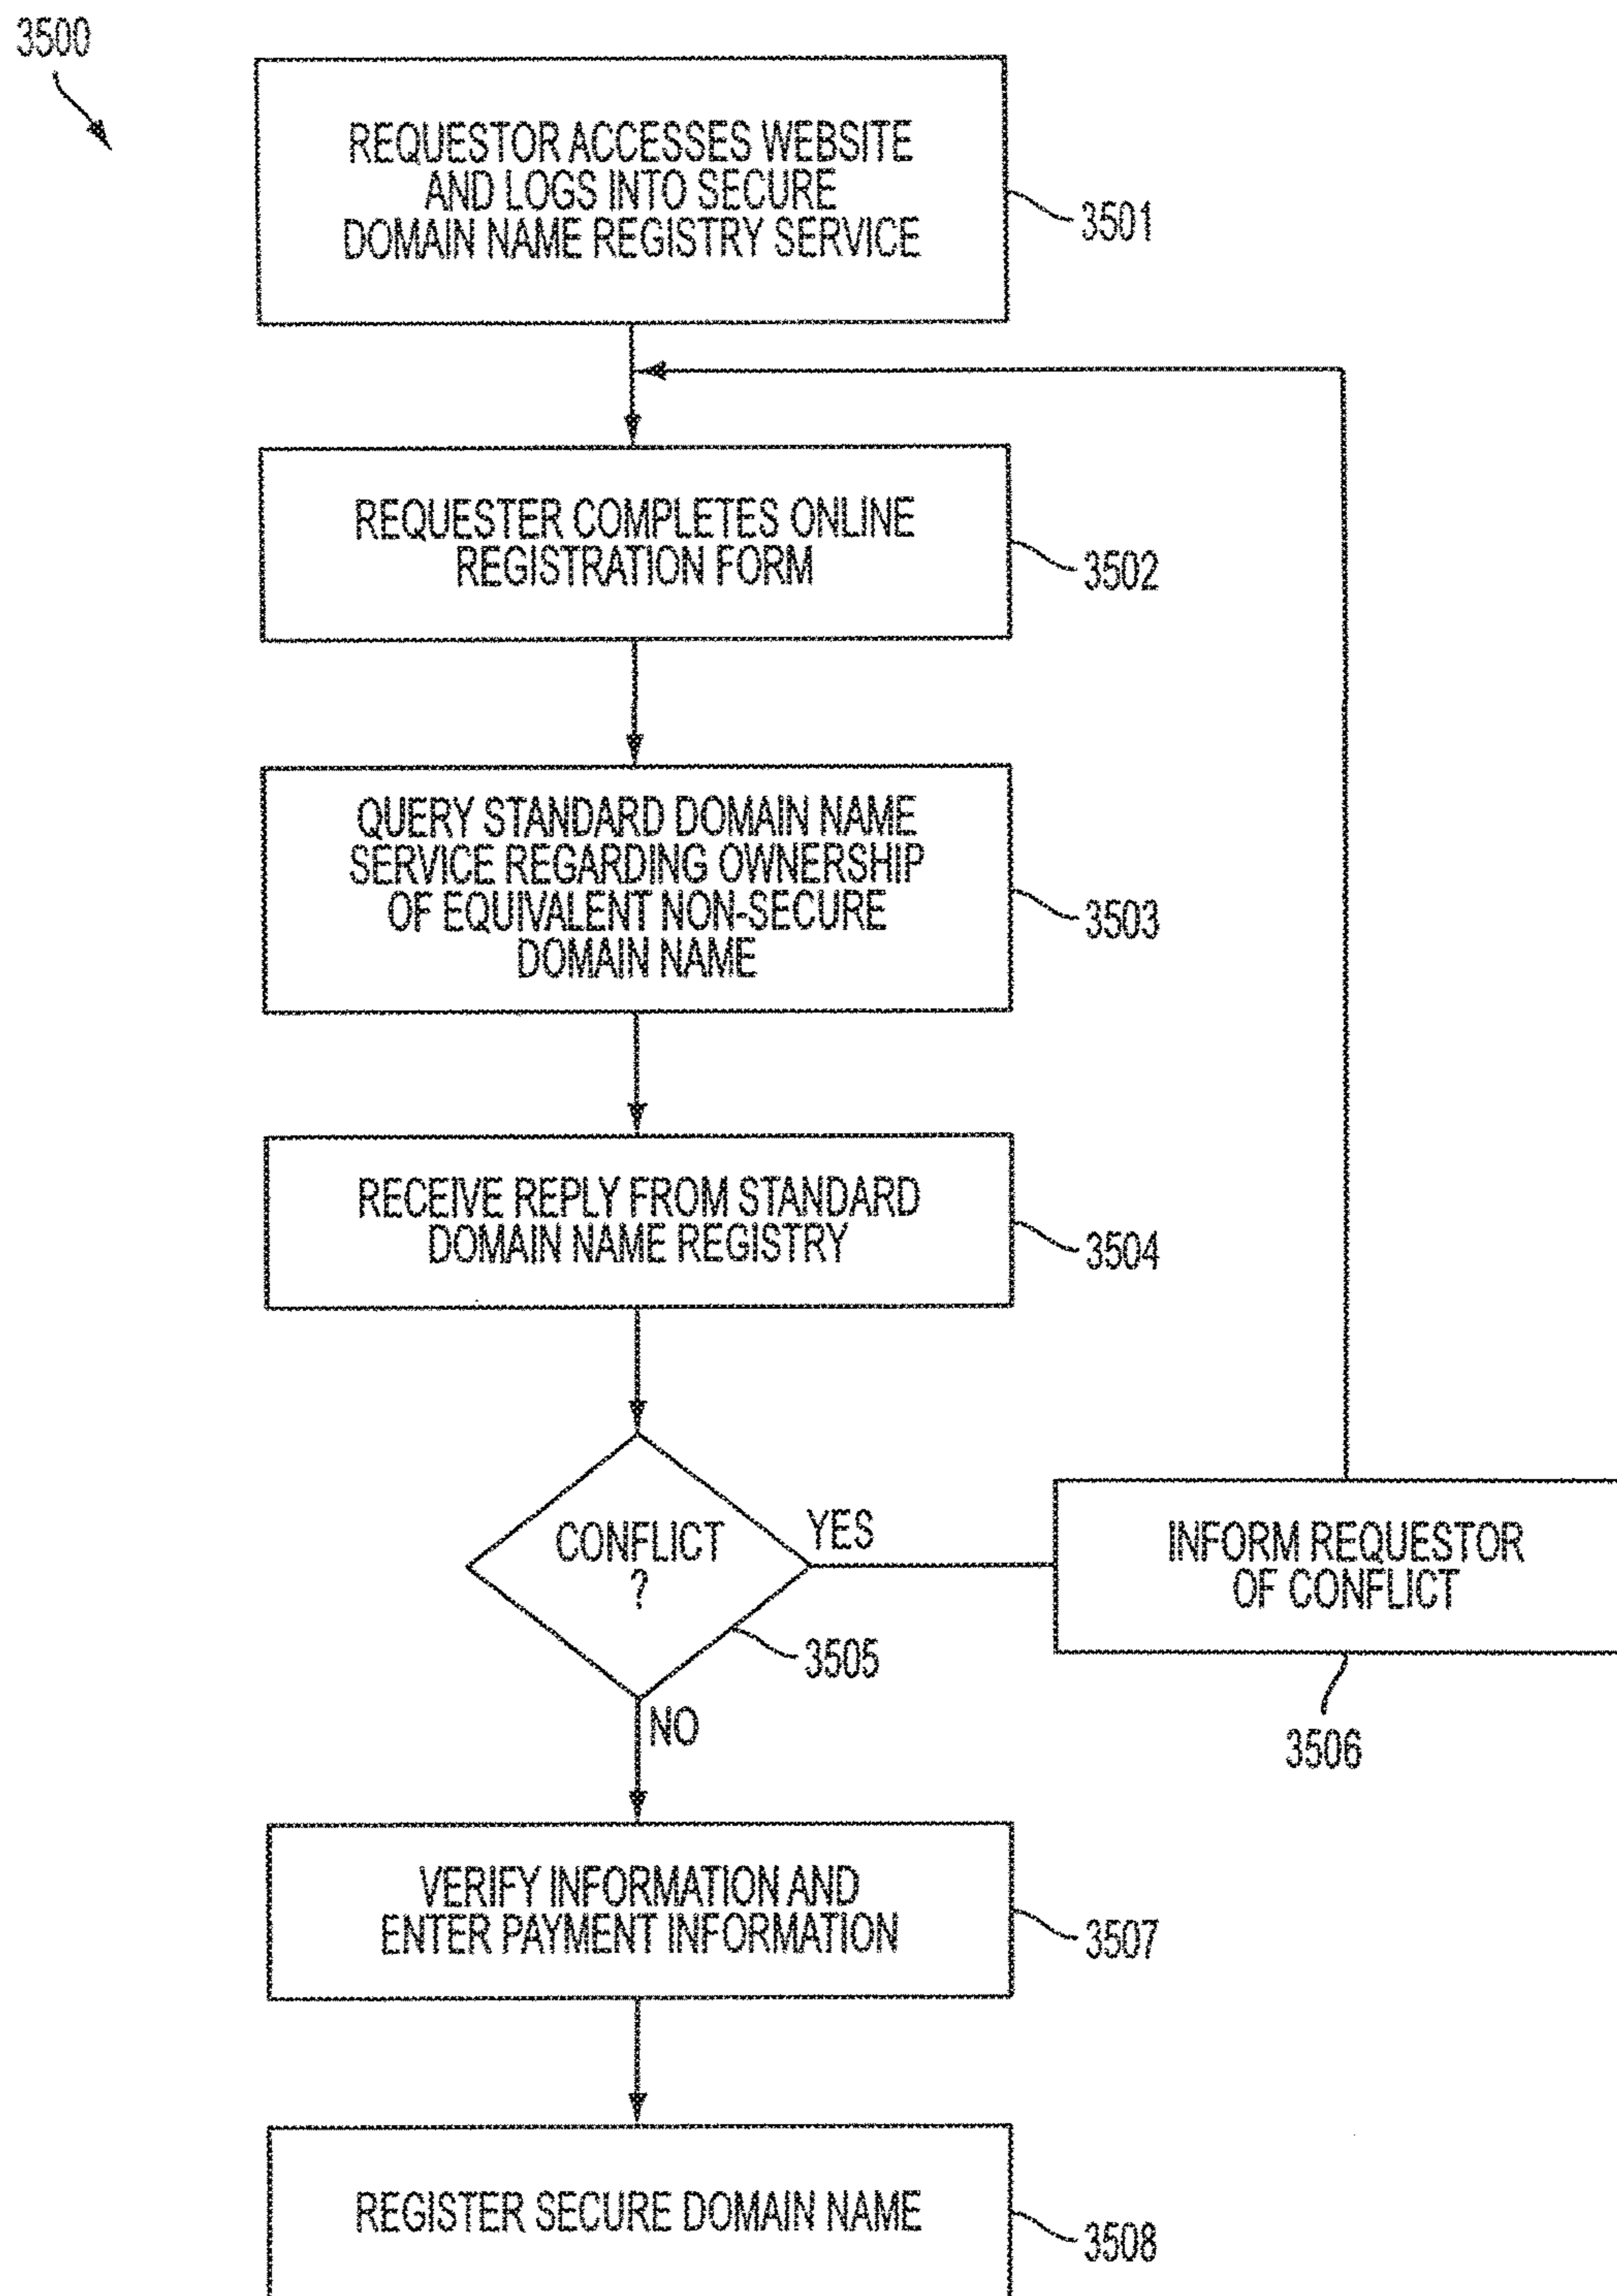 3500
REQUESTOR ACCESSES WEBSITE
AND LOGS INTO SECURE
DOMAIN NAME REGISTRY SERVICE
3501
REQUESTER COMPLETES ONLINE
REGISTRATION FORM
3502
QUERY STANDARD DOMAIN NAME
SERVICE REGARDING OWNERSHIP
OF EQUIVALENT NON-SECURE
DOMAIN NAME
3503
RECEIVE REPLY FROM STANDARD
DOMAIN NAME REGISTRY
3504
CONFLICT
?
YES
3505
NO
INFORM REQUESTOR
OF CONFLICT
3506
VERIFY INFORMATION AND
ENTER PAYMENT INFORMATION
3507
REGISTER SECURE DOMAIN NAME
3508